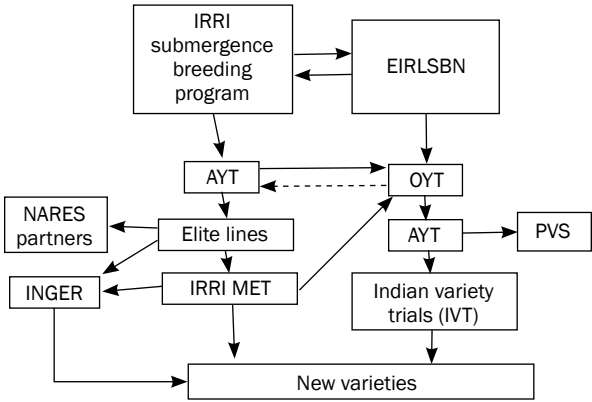 IRRI
submergence
breeding
program
EIRLSBN
AYT
OYT
NARES
partners
Elite lines
AYT
PVS
INGER
IRRI MET
Indian variety
trials (IVT)
New varieties